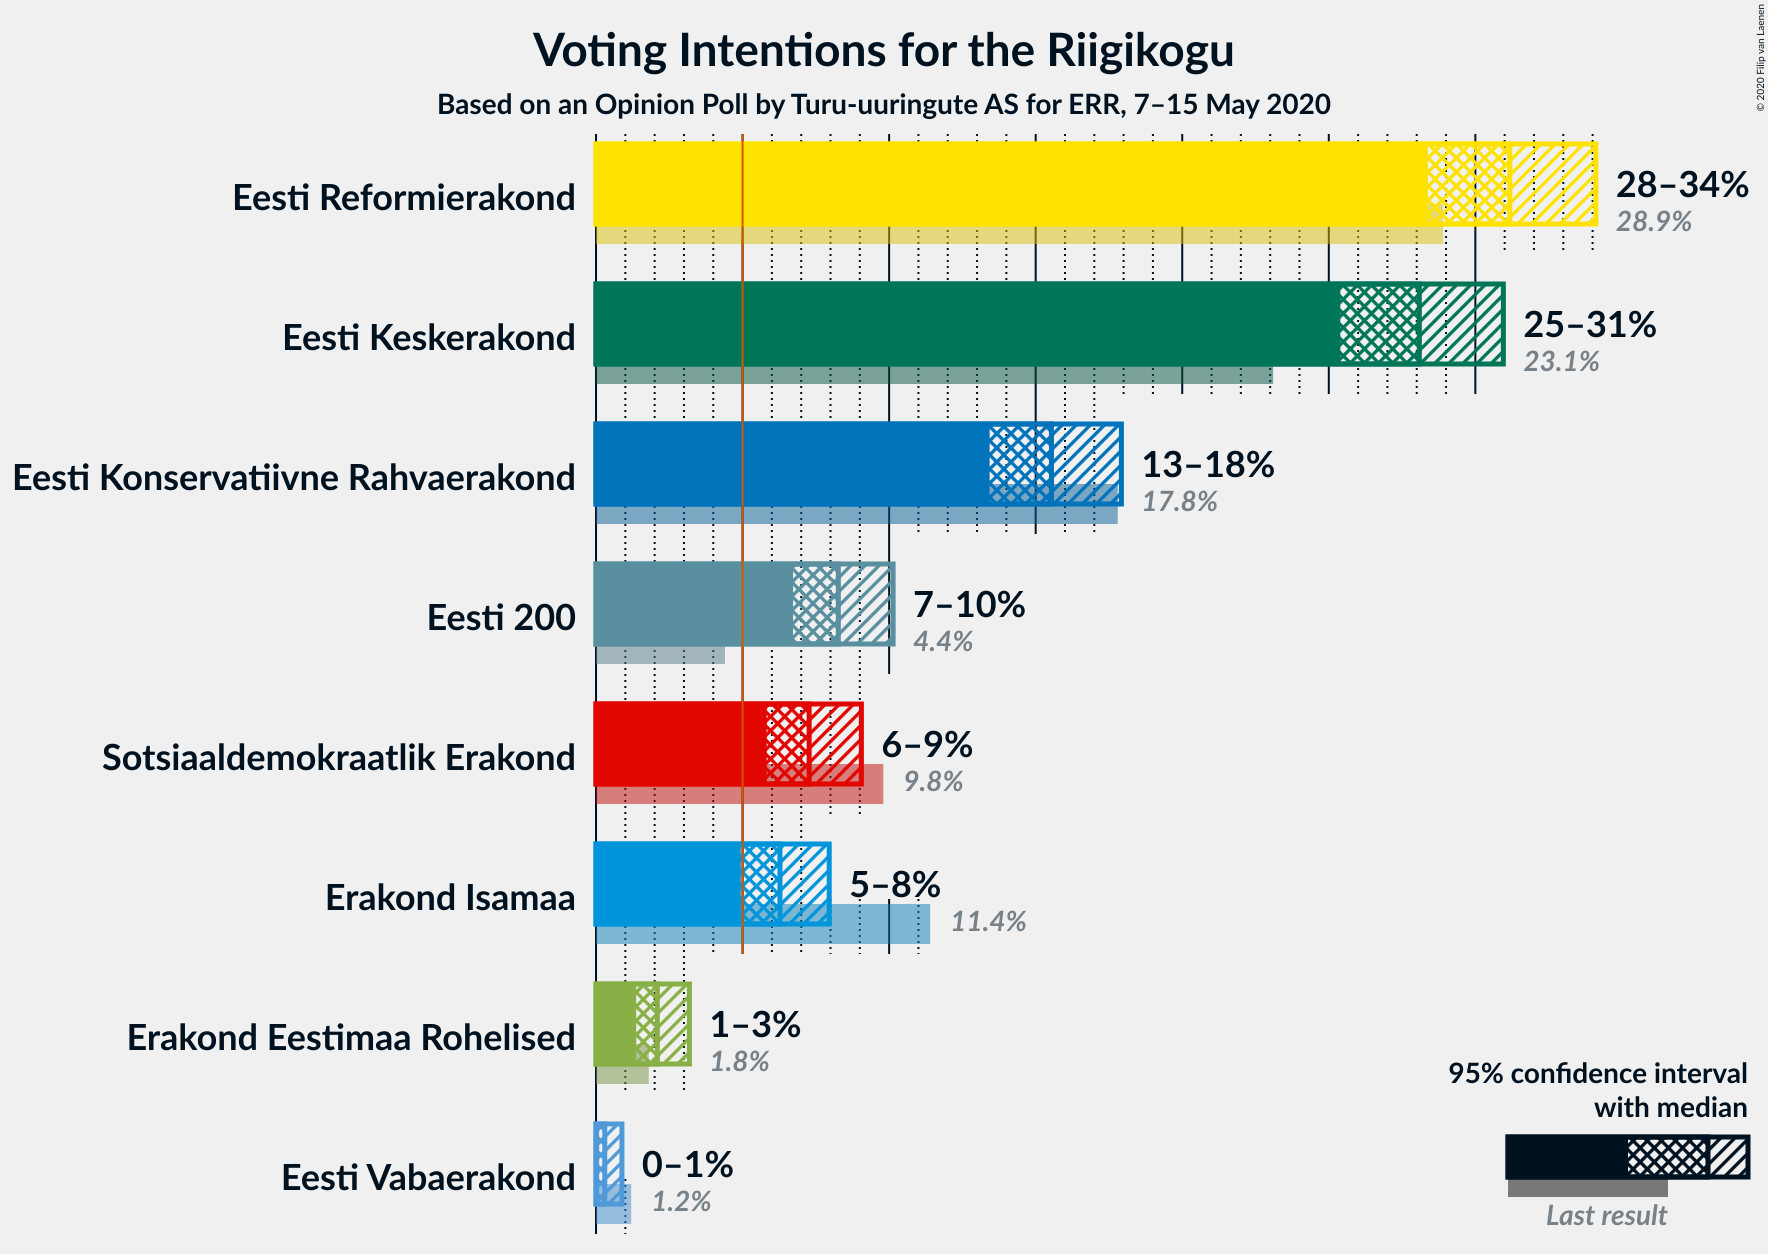 Voting Intentions for the Riigikogu
Based on an Opinion Poll by Turu-uuringute AS for ERR, 7–15 May 2020
© 2020 Filip van Laenen
Eesti Reformierakond
28–34%
28.9%
Eesti Keskerakond
25–31%
23.1%
Eesti Konservatiivne Rahvaerakond
13–18%
17.8%
Eesti 200
7–10%
4.4%
Sotsiaaldemokraatlik Erakond
6–9%
9.8%
Erakond Isamaa
5–8%
11.4%
Erakond Eestimaa Rohelised
1–3%
1.8%
Eesti Vabaerakond
0–1%
1.2%
95% confidence interval
with median
Last result